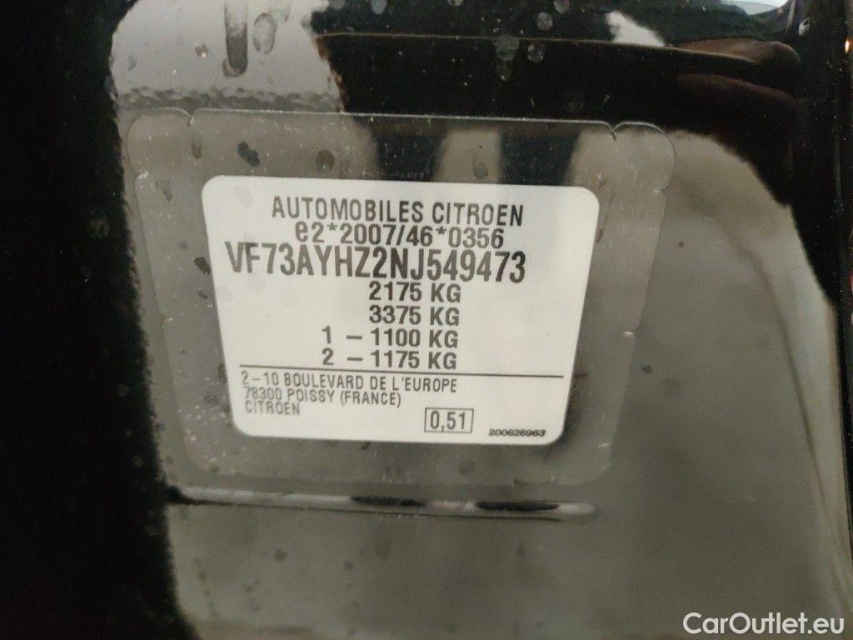 AUTOMOBILES CITROEN
e2*2007/46*0356
VF73AYHZ2NJ549473
2175 KG
3375 KG
1 – 1100 KG
2 – 1175 KG
2–10 BOULEVARD DE L'EUROPE
78300 POISSY (FRANCE)
CITROEN
0,51
200626963
CarOutlet.eu